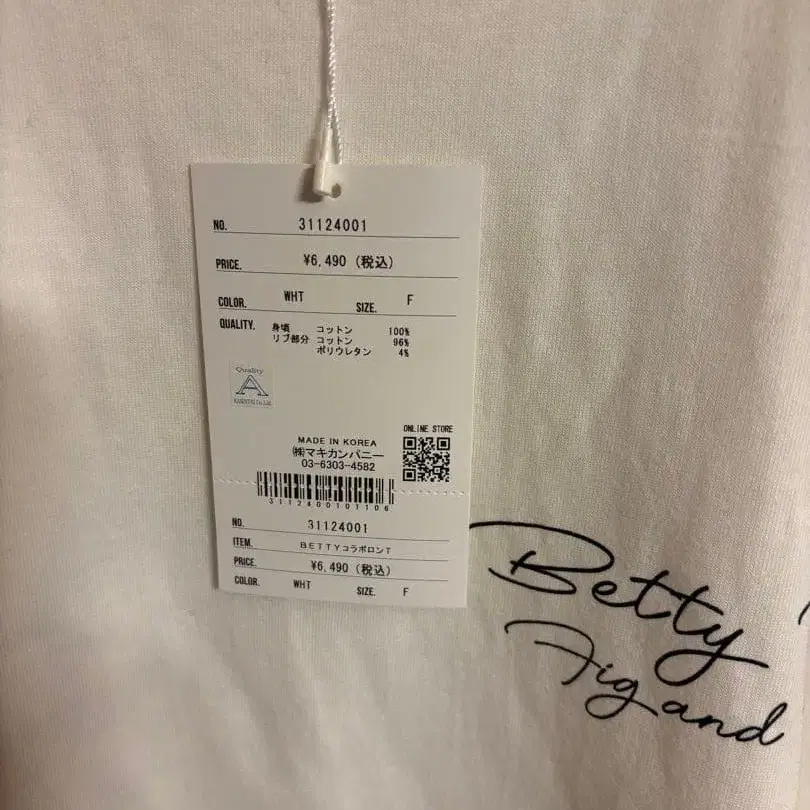 NO. 31124001
PRICE. ¥6,490 (税込)
COLOR. WHT SIZE. F
QUALITY. 身頃 コットン 100%
リブ部分 コットン 96%
ポリウレタン 4%
Quality
A
ONLINE STORE
MADE IN KOREA
㈱マキカンパニー
03-6303-4582
3112400101106
NO. 31124001
ITEM. BETTYコラボロンT
PRICE. ¥6,490 (税込)
COLOR. WHT SIZE. F
Betty
Fig and